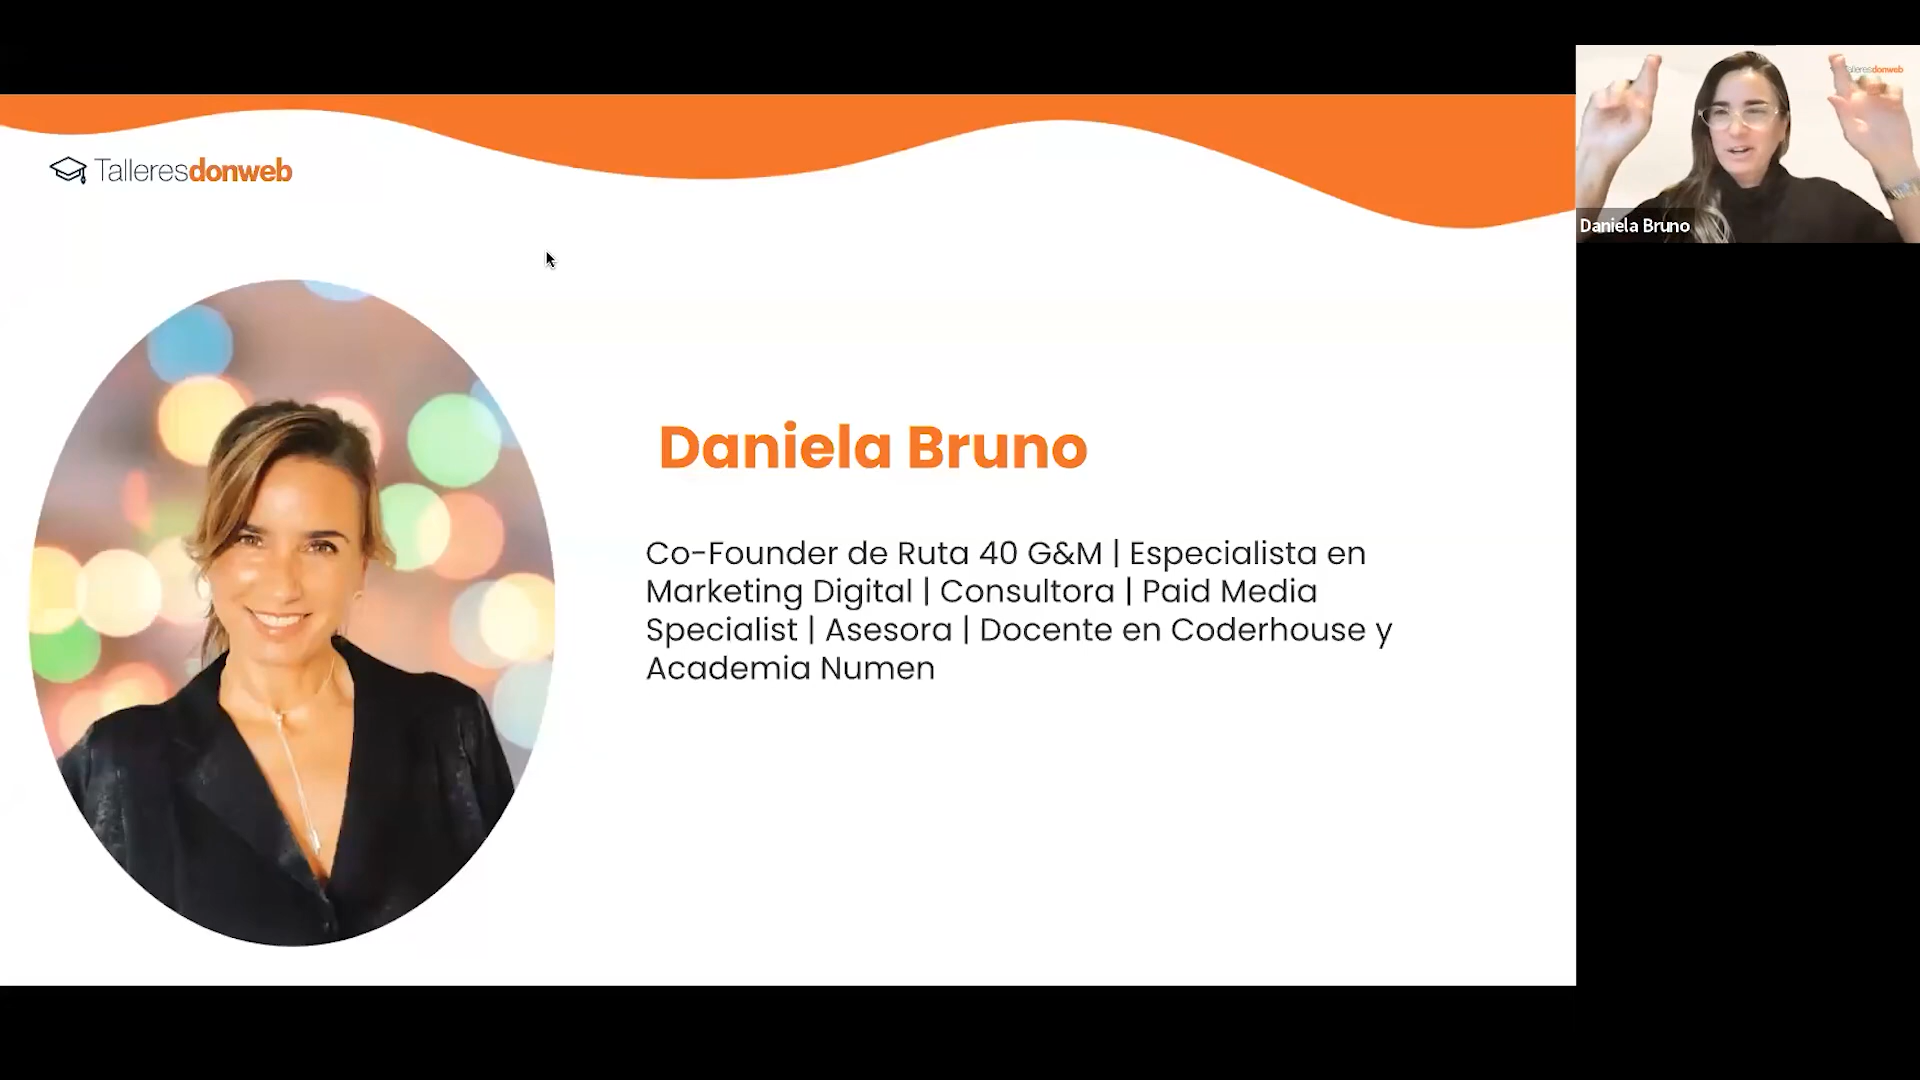 Talleresdonweb
Daniela Bruno
Co-Founder de Ruta 40 G&M | Especialista en
Marketing Digital | Consultora | Paid Media
Specialist | Asesora | Docente en Coderhouse y
Academia Numen
Talleresdonweb
Daniela Bruno